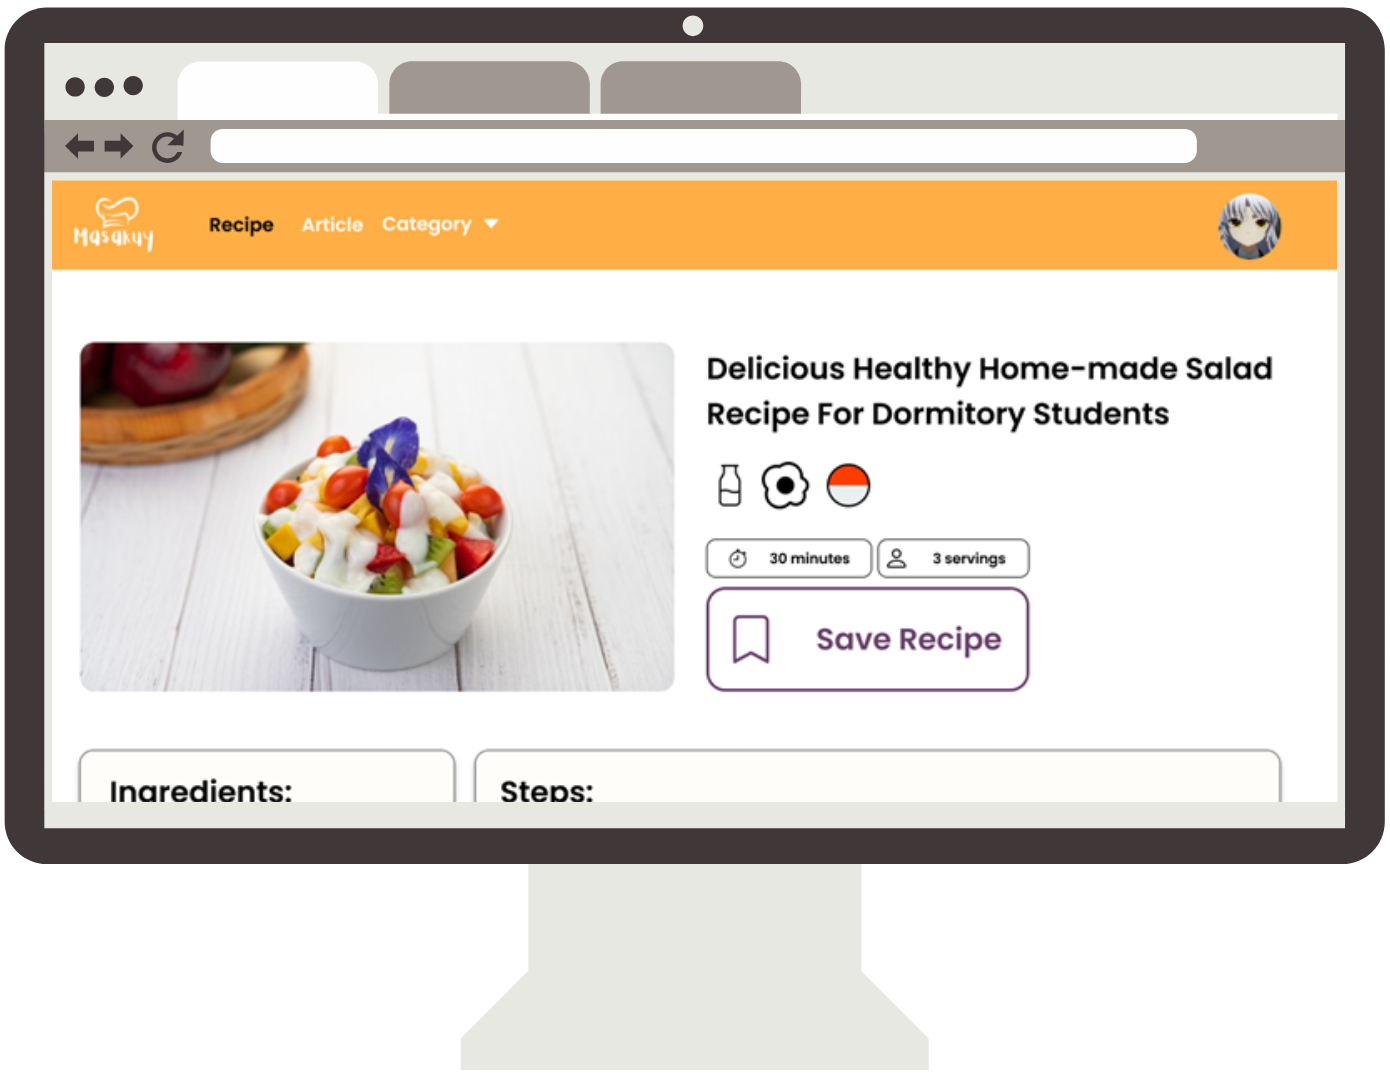 Masakuy
Recipe
Article
Category
Delicious Healthy Home-made Salad
Recipe For Dormitory Students
30 minutes
3 servings
Save Recipe
Ingredients:
Steps: